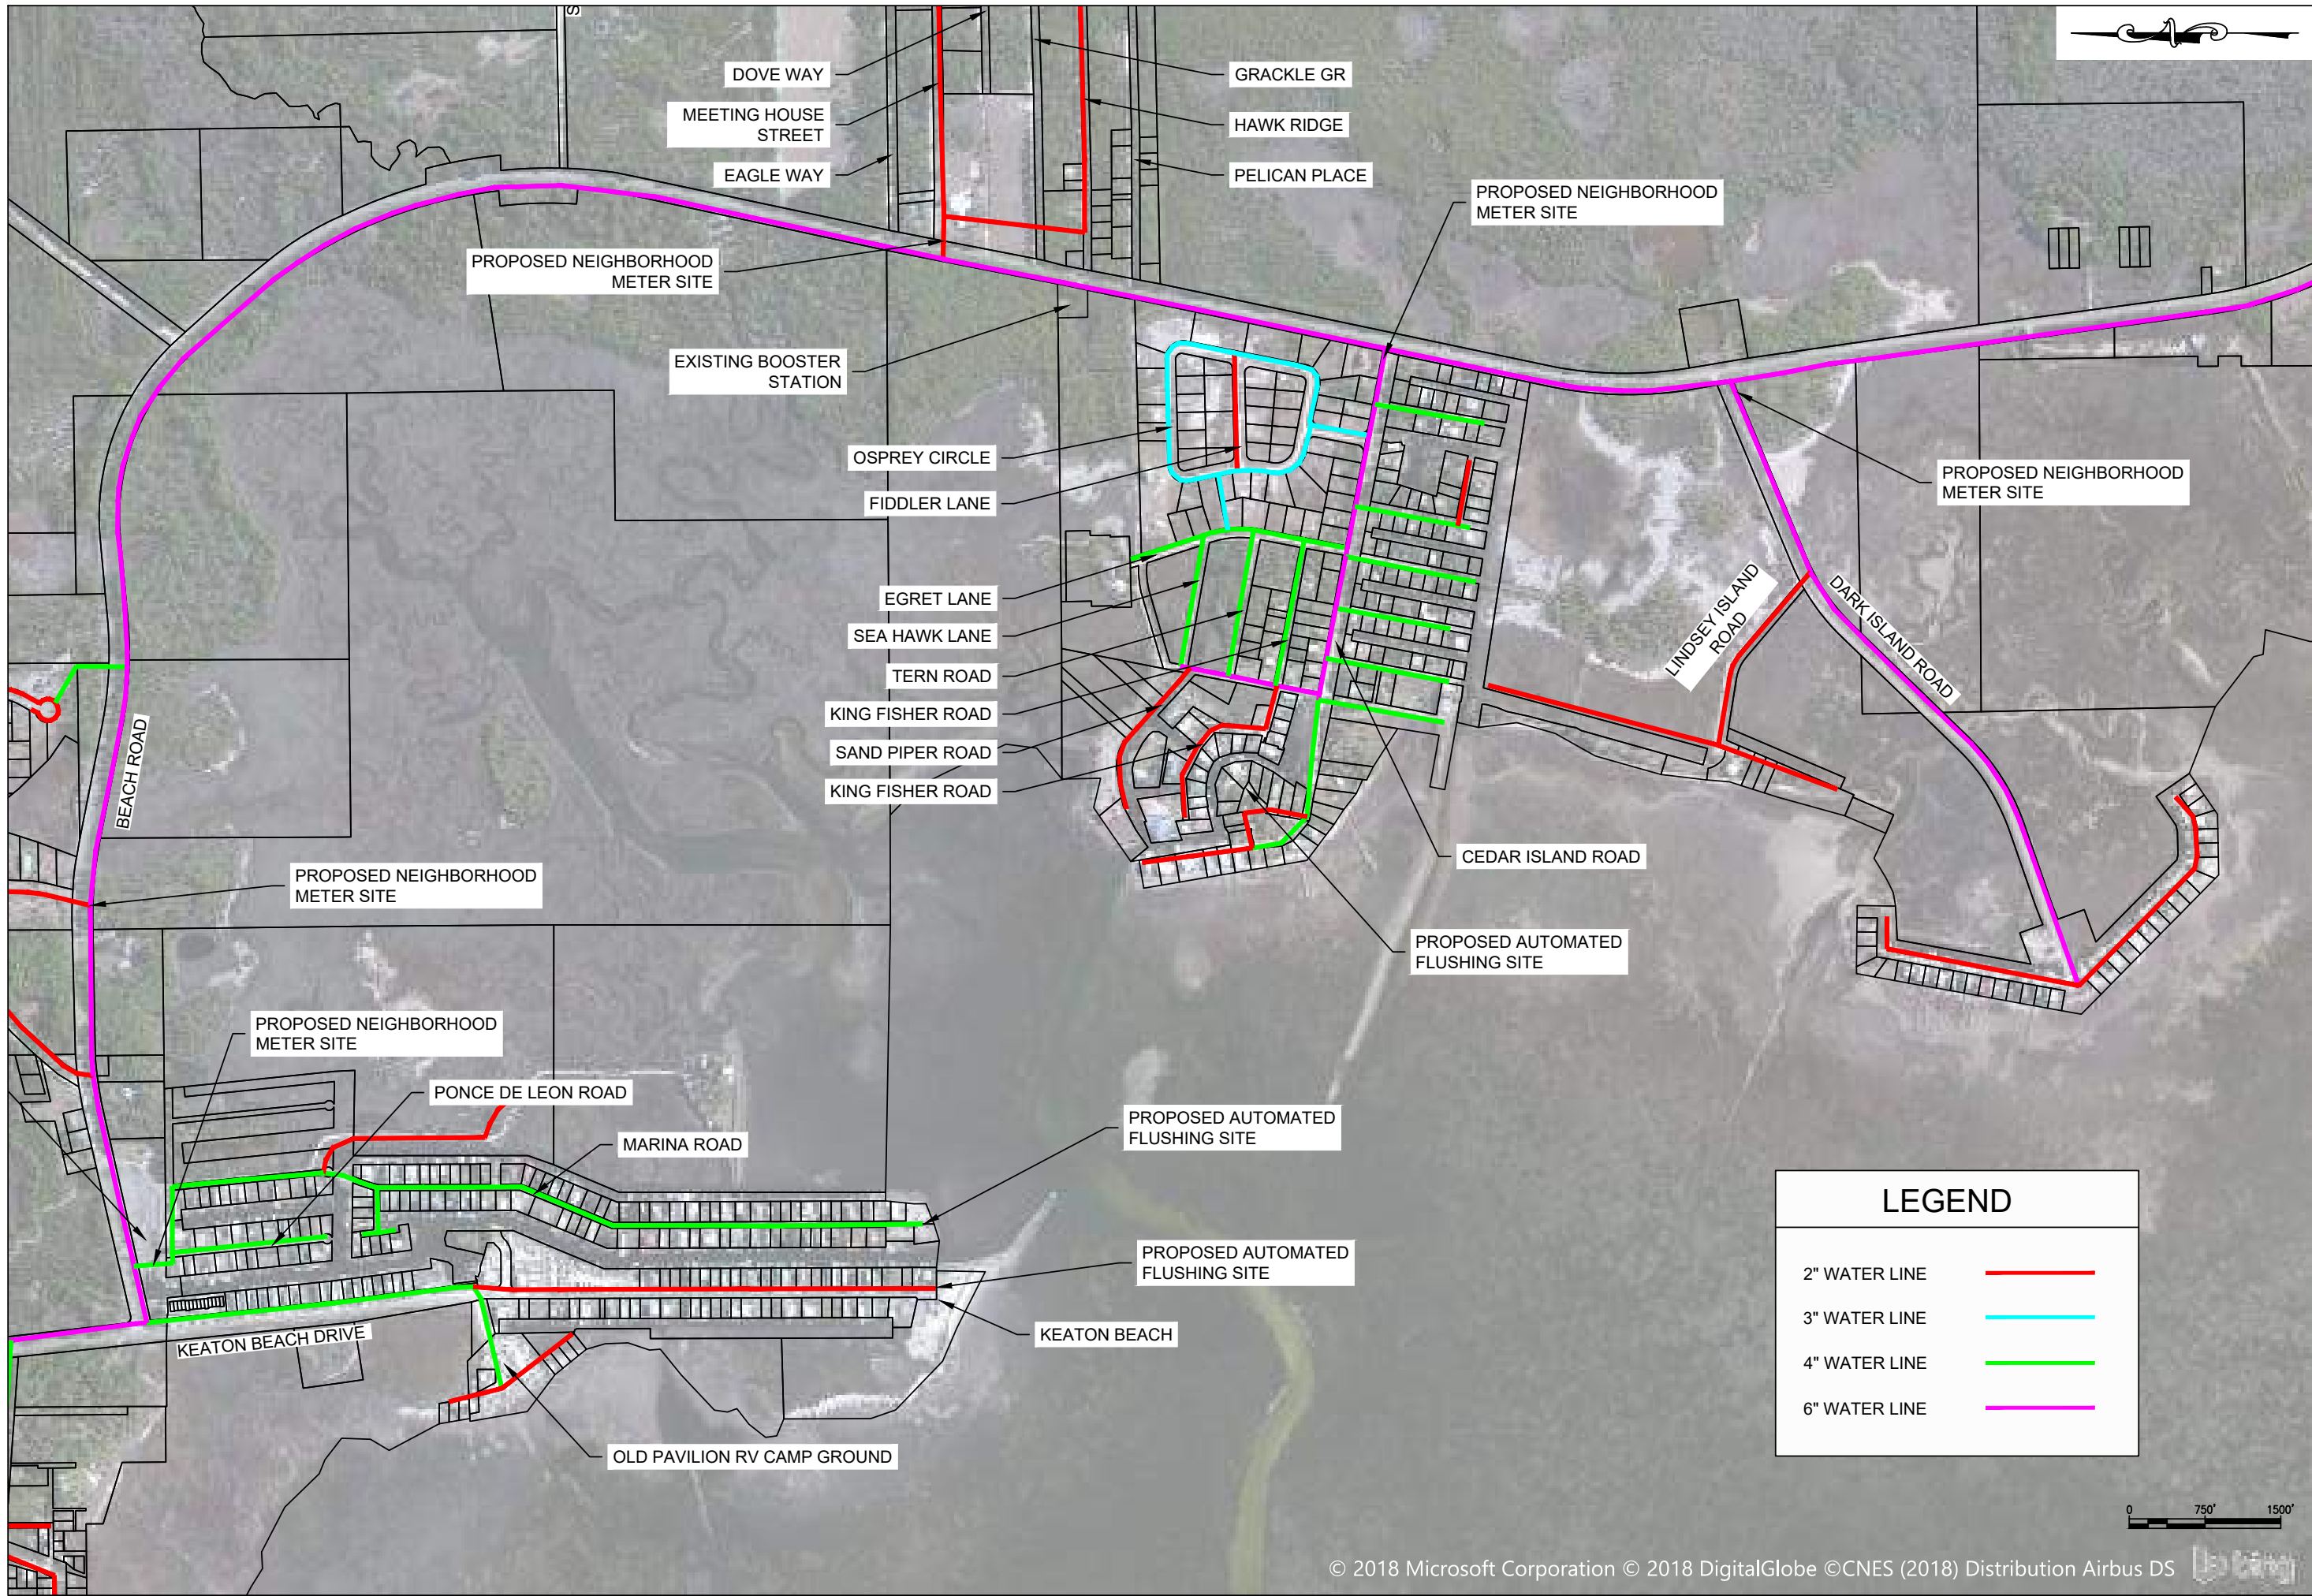 S
DOVE WAY
MEETING HOUSE
STREET
EAGLE WAY
GRACKLE GR
HAWK RIDGE
PELICAN PLACE
PROPOSED NEIGHBORHOOD
METER SITE
PROPOSED NEIGHBORHOOD
METER SITE
EXISTING BOOSTER
STATION
OSPREY CIRCLE
FIDDLER LANE
PROPOSED NEIGHBORHOOD
METER SITE
EGRET LANE
SEA HAWK LANE
TERN ROAD
KING FISHER ROAD
SAND PIPER ROAD
KING FISHER ROAD
LINDSEY ISLAND
ROAD
DARK ISLAND ROAD
BEACH ROAD
CEDAR ISLAND ROAD
PROPOSED NEIGHBORHOOD
METER SITE
PROPOSED AUTOMATED
FLUSHING SITE
PROPOSED NEIGHBORHOOD
METER SITE
PONCE DE LEON ROAD
MARINA ROAD
PROPOSED AUTOMATED
FLUSHING SITE
PROPOSED AUTOMATED
FLUSHING SITE
KEATON BEACH
KEATON BEACH DRIVE
OLD PAVILION RV CAMP GROUND
LEGEND
2" WATER LINE
3" WATER LINE
4" WATER LINE
6" WATER LINE
0 750' 1500'
© 2018 Microsoft Corporation © 2018 DigitalGlobe ©CNES (2018) Distribution Airbus DS